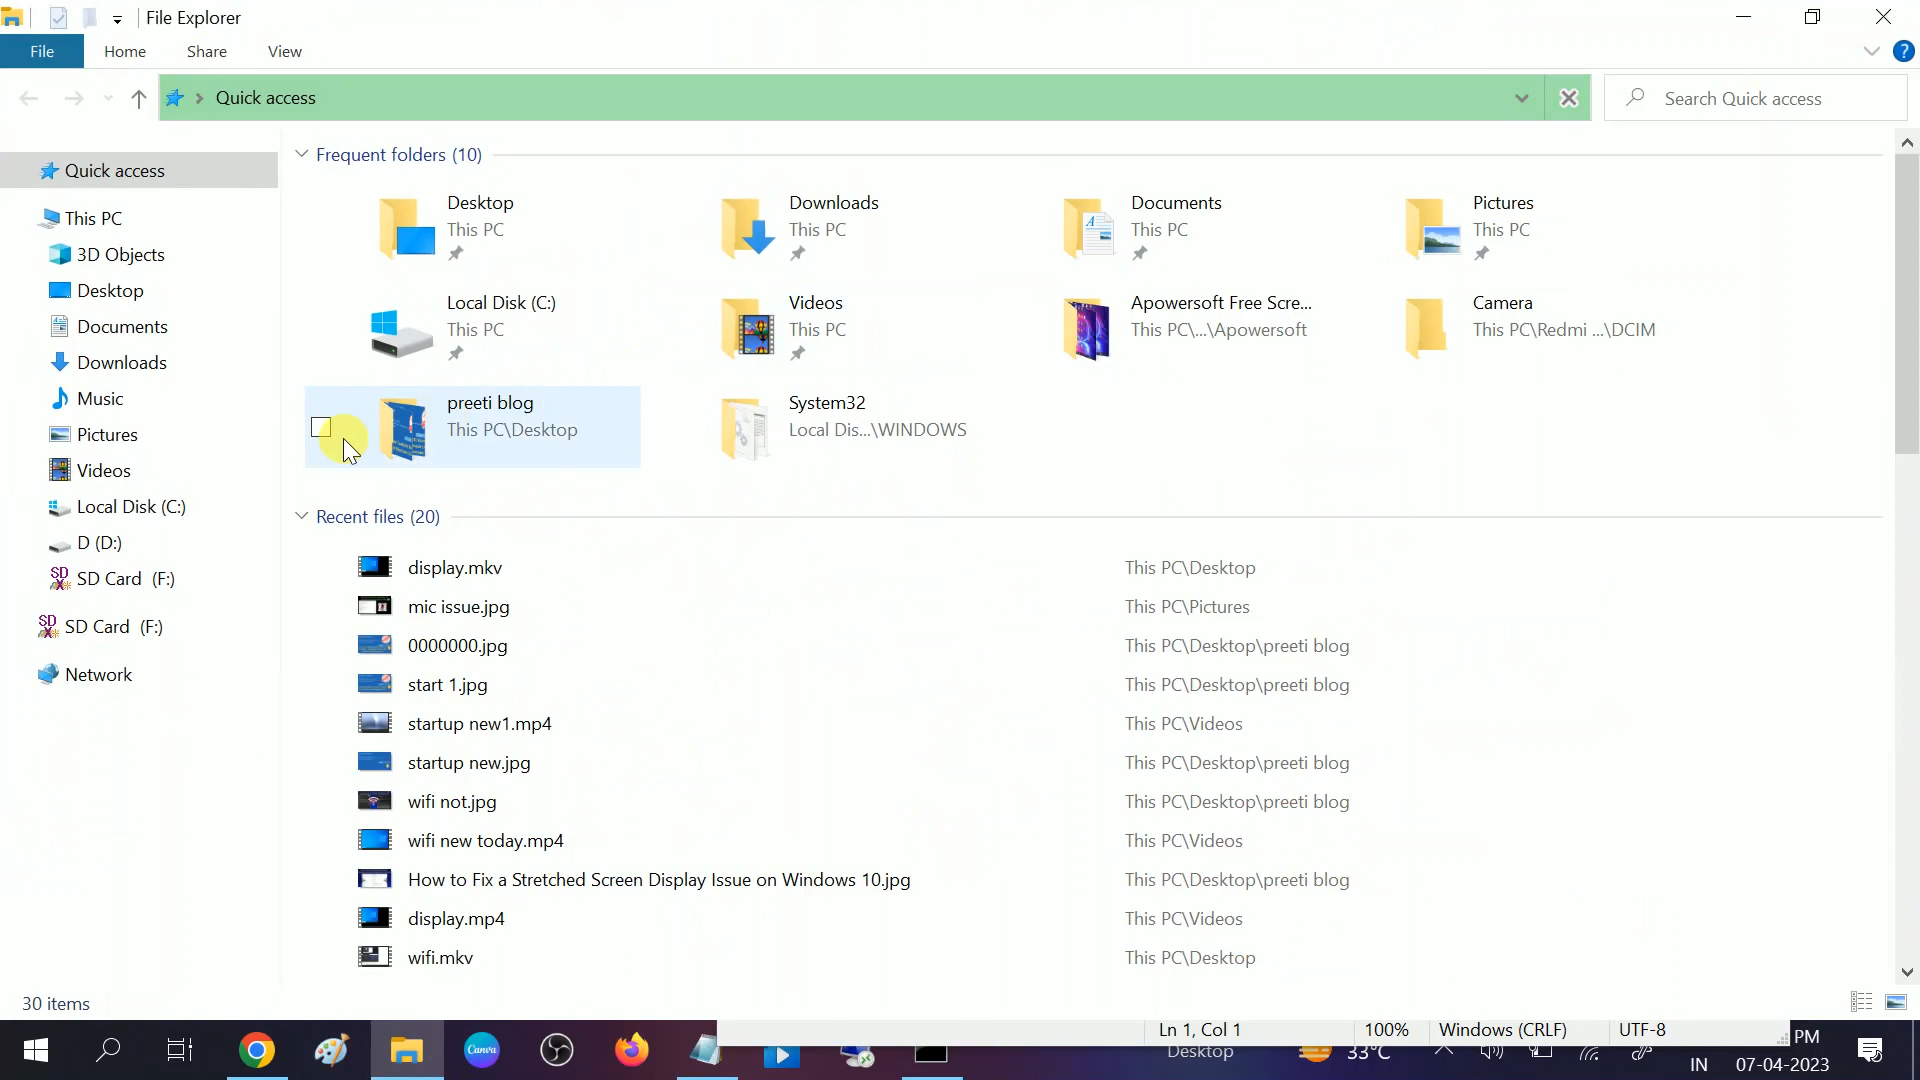 File Explorer
File Home Share View ?
Quick access
Search Quick access
Quick access
This PC
3D Objects
Desktop
Documents
Downloads
Music
Pictures
Videos
Local Disk (C:)
D (D:)
SD Card (F:)
SD Card (F:)
Network
Frequent folders (10)
Desktop
This PC
Downloads
This PC
Documents
This PC
Pictures
This PC
Local Disk (C:)
This PC
Videos
This PC
Apowersoft Free Scre...
This PC\...\Apowersoft
Camera
This PC\Redmi ...\DCIM
preeti blog
This PC\Desktop
System32
Local Dis...\WINDOWS
Recent files (20)
display.mkv This PC\Desktop
mic issue.jpg This PC\Pictures
0000000.jpg This PC\Desktop\preeti blog
start 1.jpg This PC\Desktop\preeti blog
startup new1.mp4 This PC\Videos
startup new.jpg This PC\Desktop\preeti blog
wifi not.jpg This PC\Desktop\preeti blog
wifi new today.mp4 This PC\Videos
How to Fix a Stretched Screen Display Issue on Windows 10.jpg This PC\Desktop\preeti blog
display.mp4 This PC\Videos
wifi.mkv This PC\Desktop
30 items
Ln 1, Col 1 100% Windows (CRLF) UTF-8
Canva
Desktop 33°C PM
IN 07-04-2023